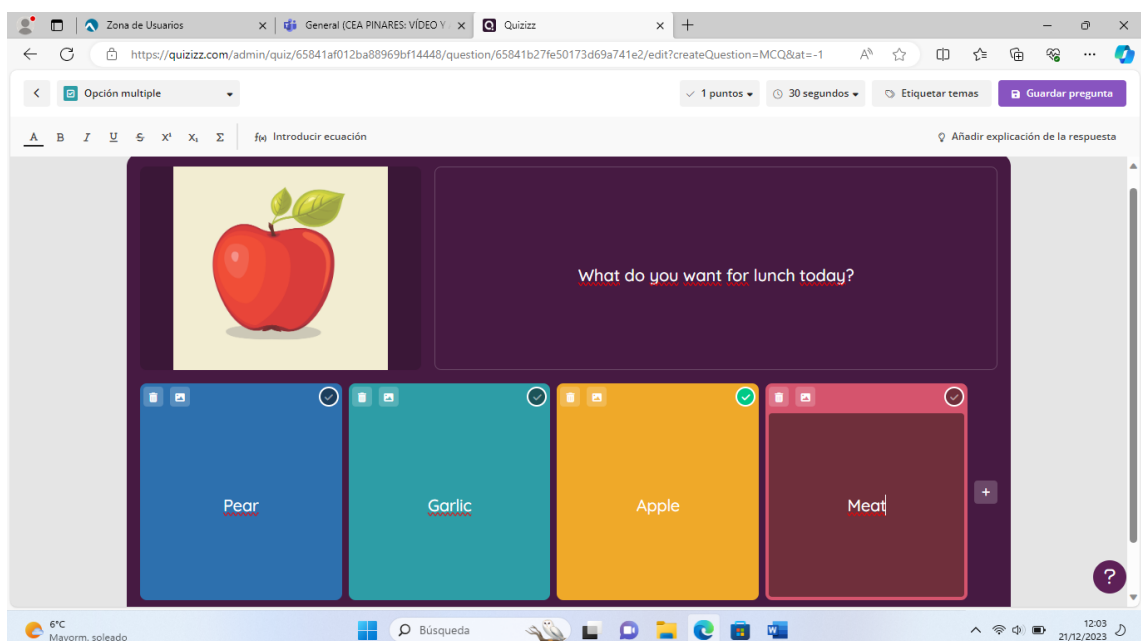 Zona de Usuarios
General (CEA PINARES: VÍDEO Y
Quizizz
https://quizizz.com/admin/quiz/65841af012ba88969bf14448/question/65841b27fe50173d69a741e2/edit?createQuestion=MCQ&at=-1
Opción multiple
1 puntos
30 segundos
Etiquetar temas
Guardar pregunta
A B I U S X¹ X₁ Σ
f(x) Introducir ecuación
Añadir explicación de la respuesta
What do you want for lunch today?
Pear
Garlic
Apple
Meat
+
?
6°C
Mayorm. soleado
Búsqueda
12:03
21/12/2023